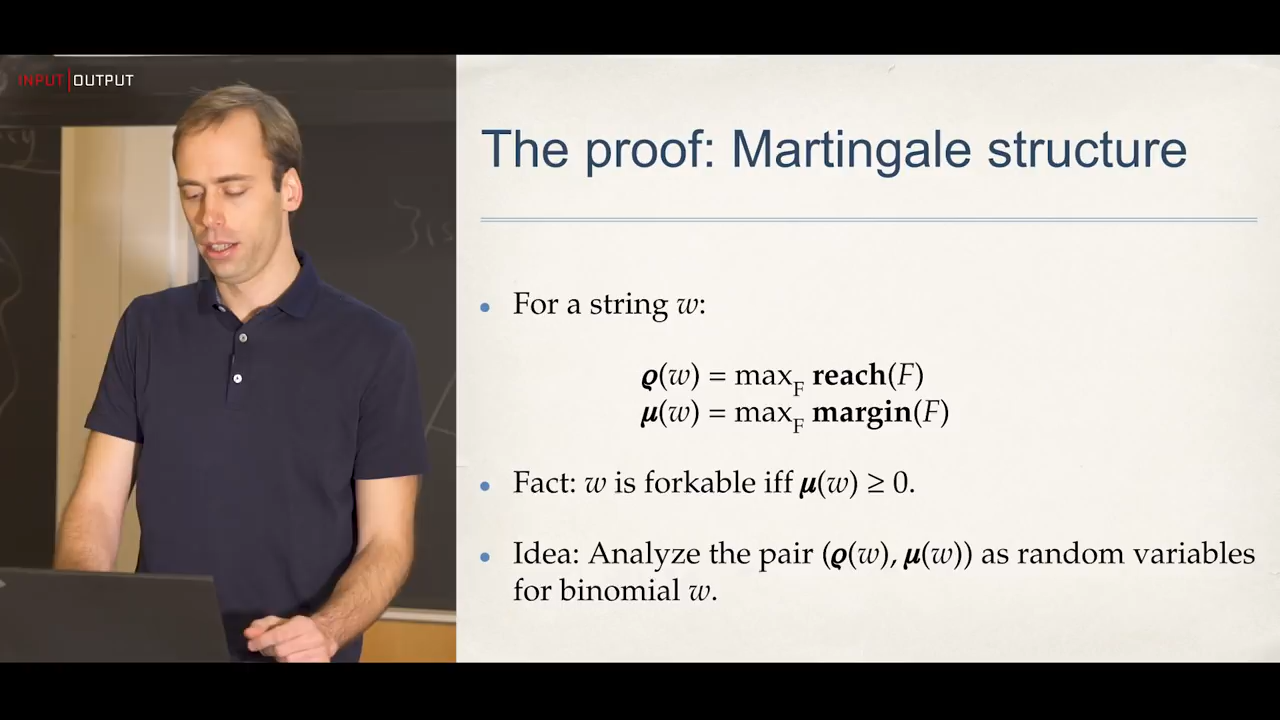 INPUT|OUTPUT
The proof: Martingale structure
• For a string w:
ϱ(w) = max_F reach(F)
μ(w) = max_F margin(F)
• Fact: w is forkable iff μ(w) ≥ 0.
• Idea: Analyze the pair (ϱ(w), μ(w)) as random variables
for binomial w.